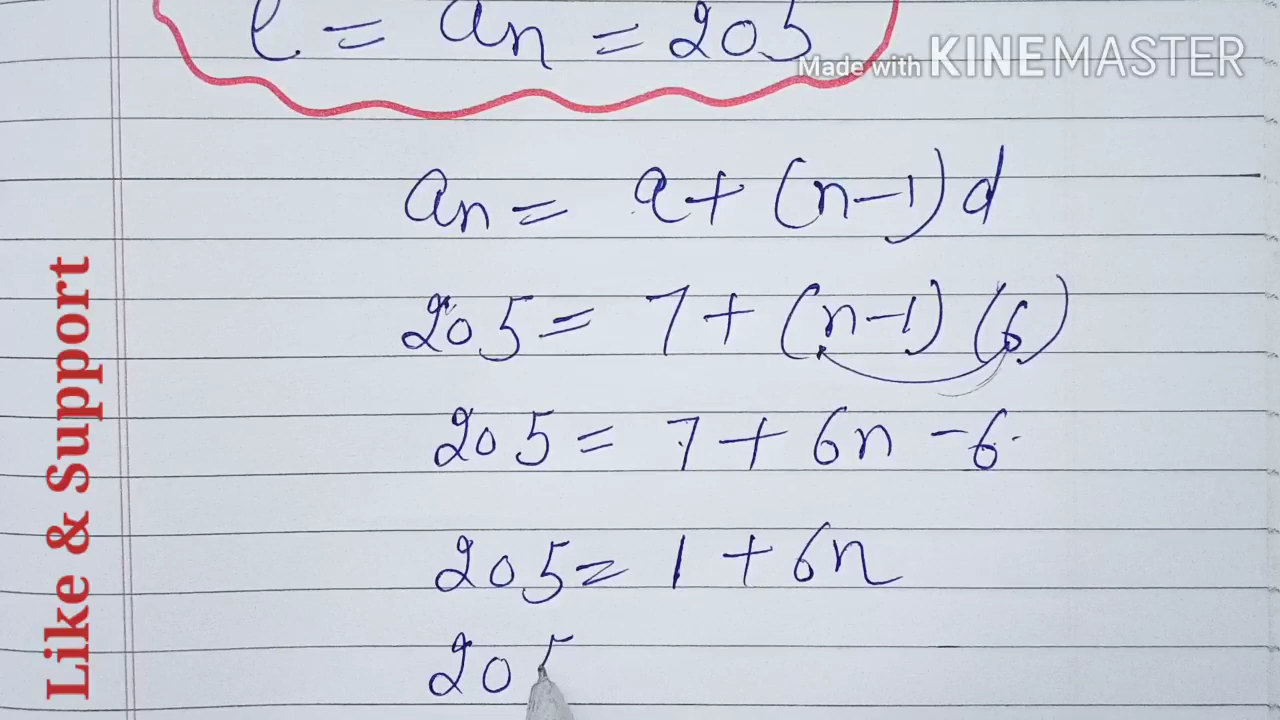 l = an = 205
Made with KINEMASTER
an = a + (n-1) d
205 = 7 + (n-1) (6)
205 = 7 + 6n - 6
205 = 1 + 6n
205
Like & Support